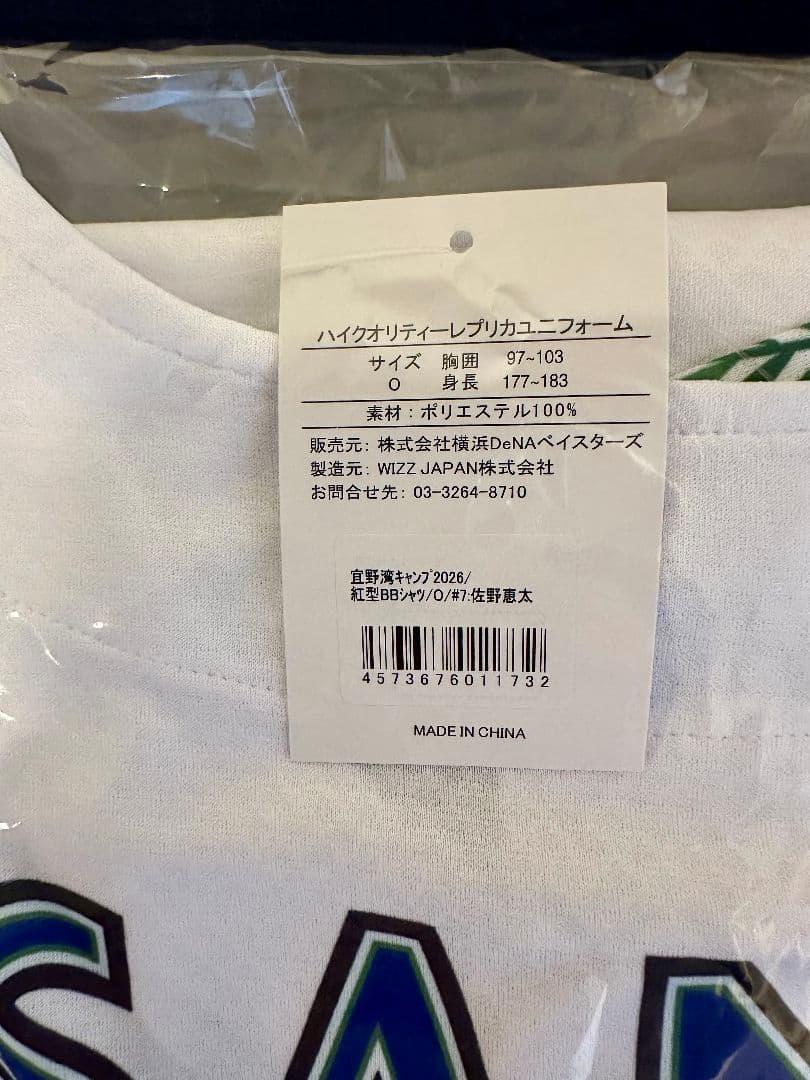 ハイクオリティーレプリカユニフォーム
サイズ 胸囲 97~103
O 身長 177~183
素材：ポリエステル100%
販売元: 株式会社横浜DeNAベイスターズ
製造元: WIZZ JAPAN株式会社
お問合せ先: 03-3264-8710
宜野湾ｷｬﾝﾌﾟ2026/
紅型BBｼｬﾂ/O/#7:佐野恵太
4573676011732
MADE IN CHINA
SAN